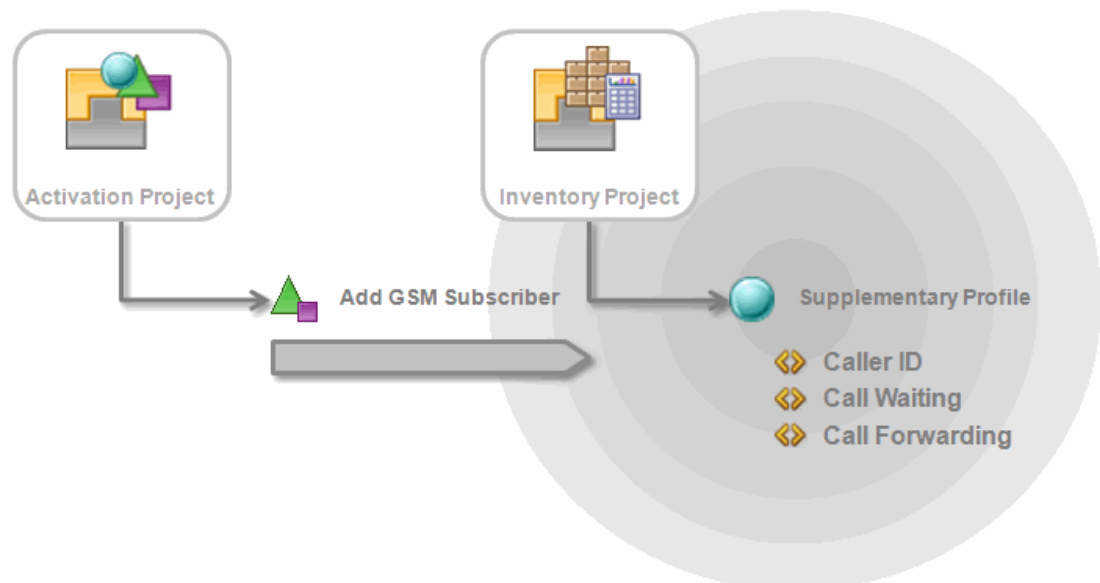 Activation Project
Inventory Project
Add GSM Subscriber
Supplementary Profile
Caller ID
Call Waiting
Call Forwarding